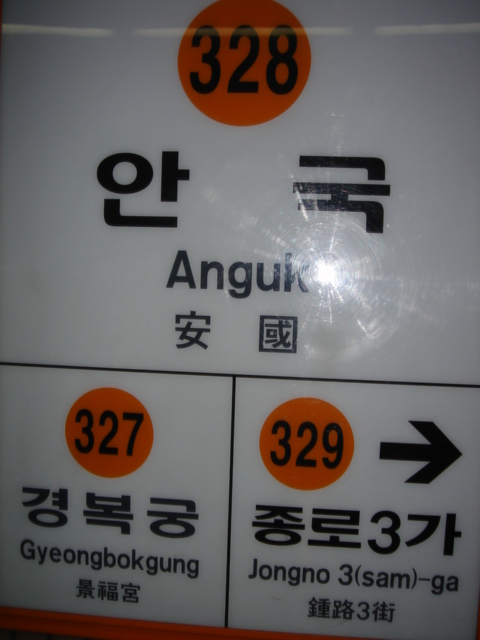 328
안국
Anguk
安國
327
경복궁
Gyeongbokgung
景福宮
329
종로3가
Jongno 3(sam)-ga
鍾路3街